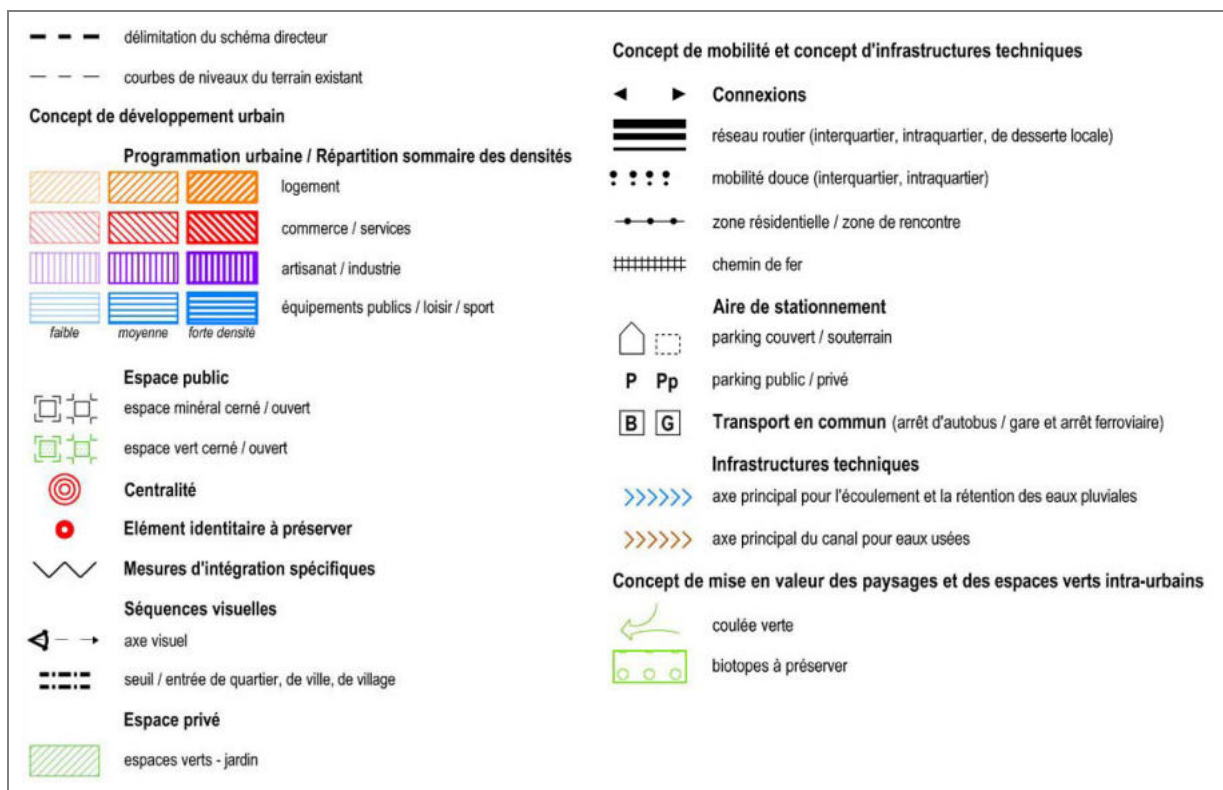 délimitation du schéma directeur
courbes de niveaux du terrain existant
Concept de développement urbain
Programmation urbaine / Répartition sommaire des densités
logement
commerce / services
artisanat / industrie
équipements publics / loisir / sport
faible moyenne forte densité
Espace public
espace minéral cerné / ouvert
espace vert cerné / ouvert
Centralité
Elément identitaire à préserver
Mesures d'intégration spécifiques
Séquences visuelles
axe visuel
seuil / entrée de quartier, de ville, de village
Espace privé
espaces verts - jardin
Concept de mobilité et concept d'infrastructures techniques
Connexions
réseau routier (interquartier, intraquartier, de desserte locale)
mobilité douce (interquartier, intraquartier)
zone résidentielle / zone de rencontre
chemin de fer
Aire de stationnement
parking couvert / souterrain
P Pp parking public / privé
B G Transport en commun (arrêt d'autobus / gare et arrêt ferroviaire)
Infrastructures techniques
axe principal pour l'écoulement et la rétention des eaux pluviales
axe principal du canal pour eaux usées
Concept de mise en valeur des paysages et des espaces verts intra-urbains
coulée verte
biotopes à préserver